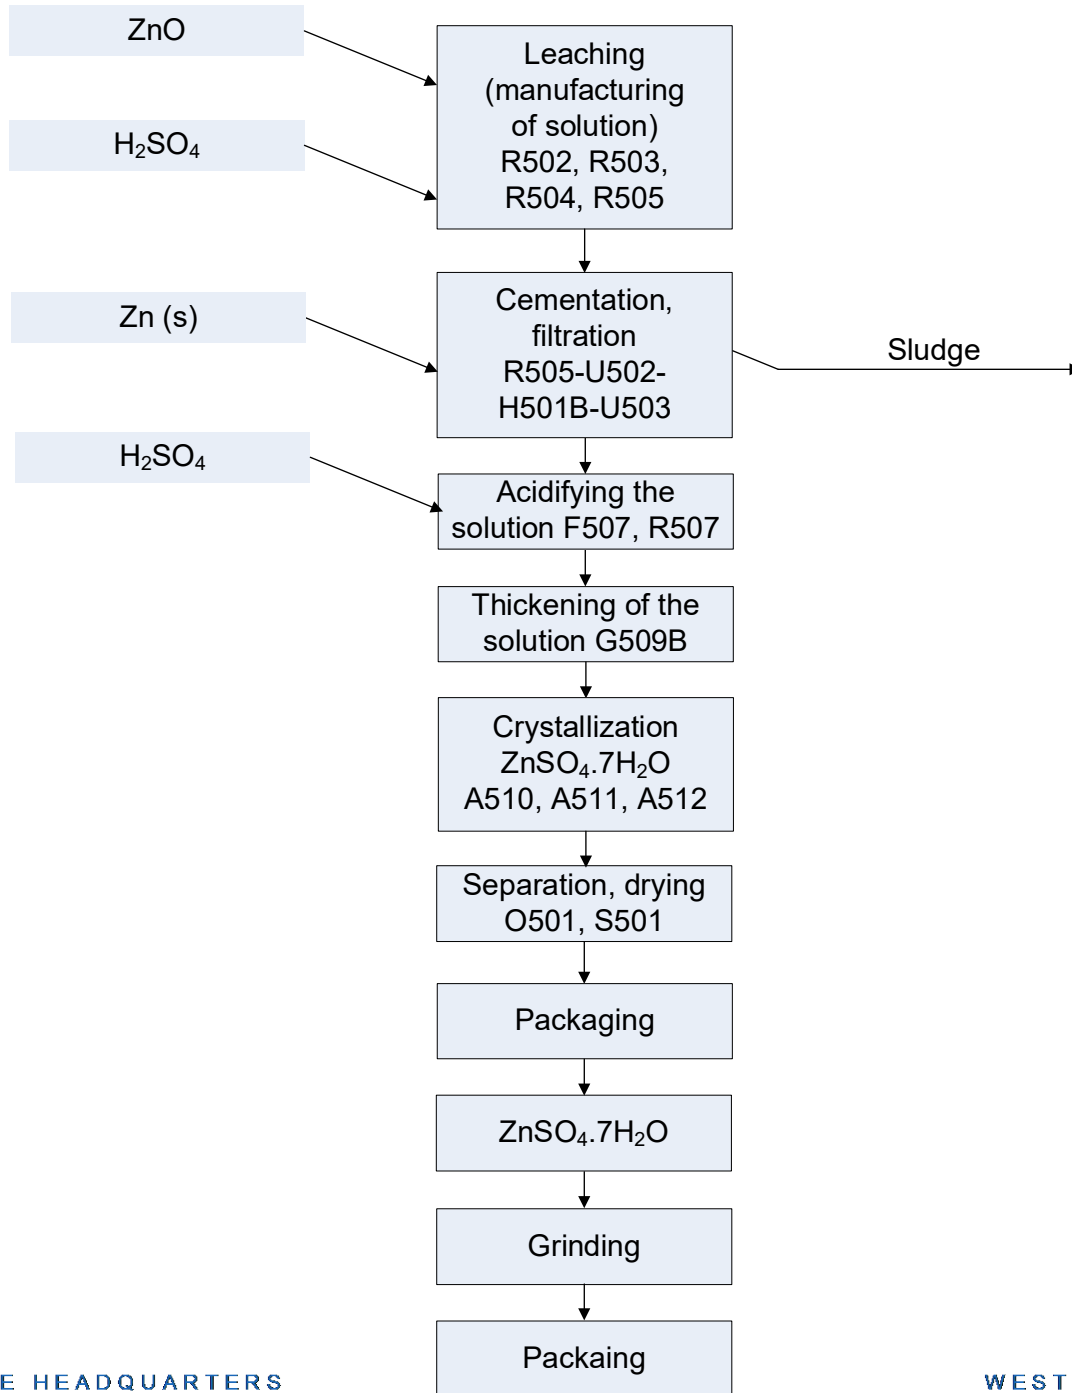 ZnO
Leaching
(manufacturing
of solution)
R502, R503,
R504, R505
H₂SO₄
Zn (s)
Cementation,
filtration
R505-U502-
H501B-U503
Sludge
H₂SO₄
Acidifying the
solution F507, R507
Thickening of the
solution G509B
Crystallization
ZnSO₄.7H₂O
A510, A511, A512
Separation, drying
O501, S501
Packaging
ZnSO₄.7H₂O
Grinding
Packaing
E HEADQUARTERS
WEST